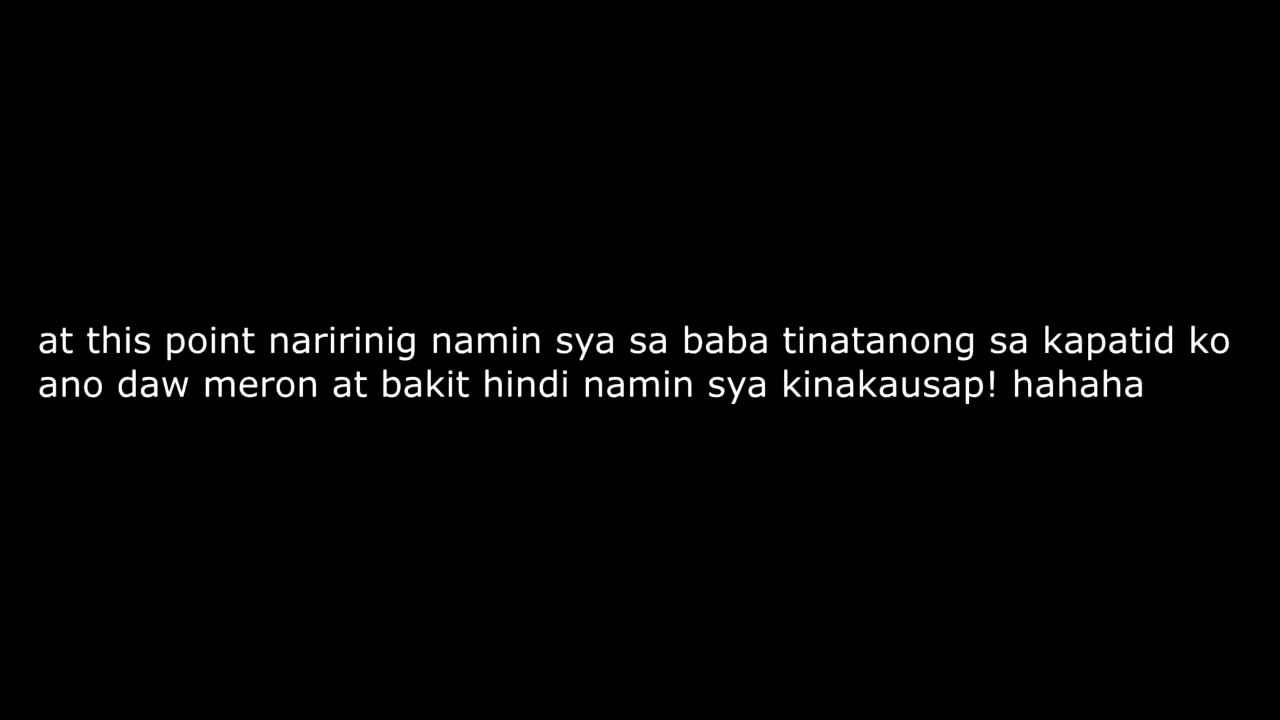 at this point naririnig namin sya sa baba tinatanong sa kapatid ko
ano daw meron at bakit hindi namin sya kinakausap! hahaha